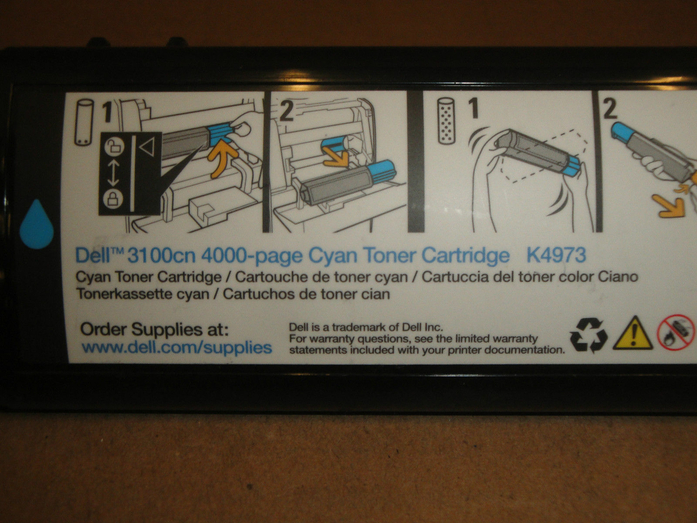 1
2
1
2
Dell™ 3100cn 4000-page Cyan Toner Cartridge K4973
Cyan Toner Cartridge / Cartouche de toner cyan / Cartuccia del toner color Ciano
Tonerkassette cyan / Cartuchos de toner cian
Order Supplies at:
www.dell.com/supplies
Dell is a trademark of Dell Inc.
For warranty questions, see the limited warranty
statements included with your printer documentation.